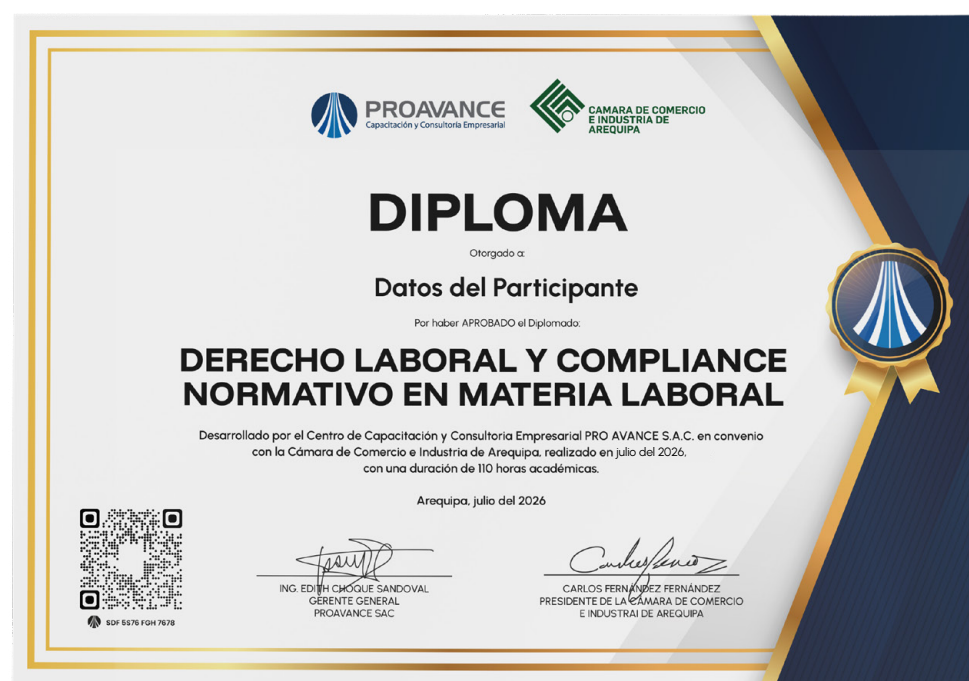 PROAVANCE
Capacitación y Consultoría Empresarial
CAMARA DE COMERCIO
E INDUSTRIA DE
AREQUIPA
DIPLOMA
Otorgado a:
Datos del Participante
Por haber APROBADO el Diplomado:
DERECHO LABORAL Y COMPLIANCE
NORMATIVO EN MATERIA LABORAL
Desarrollado por el Centro de Capacitación y Consultoria Empresarial PRO AVANCE S.A.C. en convenio
con la Cámara de Comercio e Industria de Arequipa, realizado en julio del 2026,
con una duración de 110 horas académicas.
Arequipa, julio del 2026
ING. EDITH CHOQUE SANDOVAL
GERENTE GENERAL
PROAVANCE SAC
CARLOS FERNÁNDEZ FERNÁNDEZ
PRESIDENTE DE LA CÁMARA DE COMERCIO
E INDUSTRAI DE AREQUIPA
SDF 5S76 FGH 7678